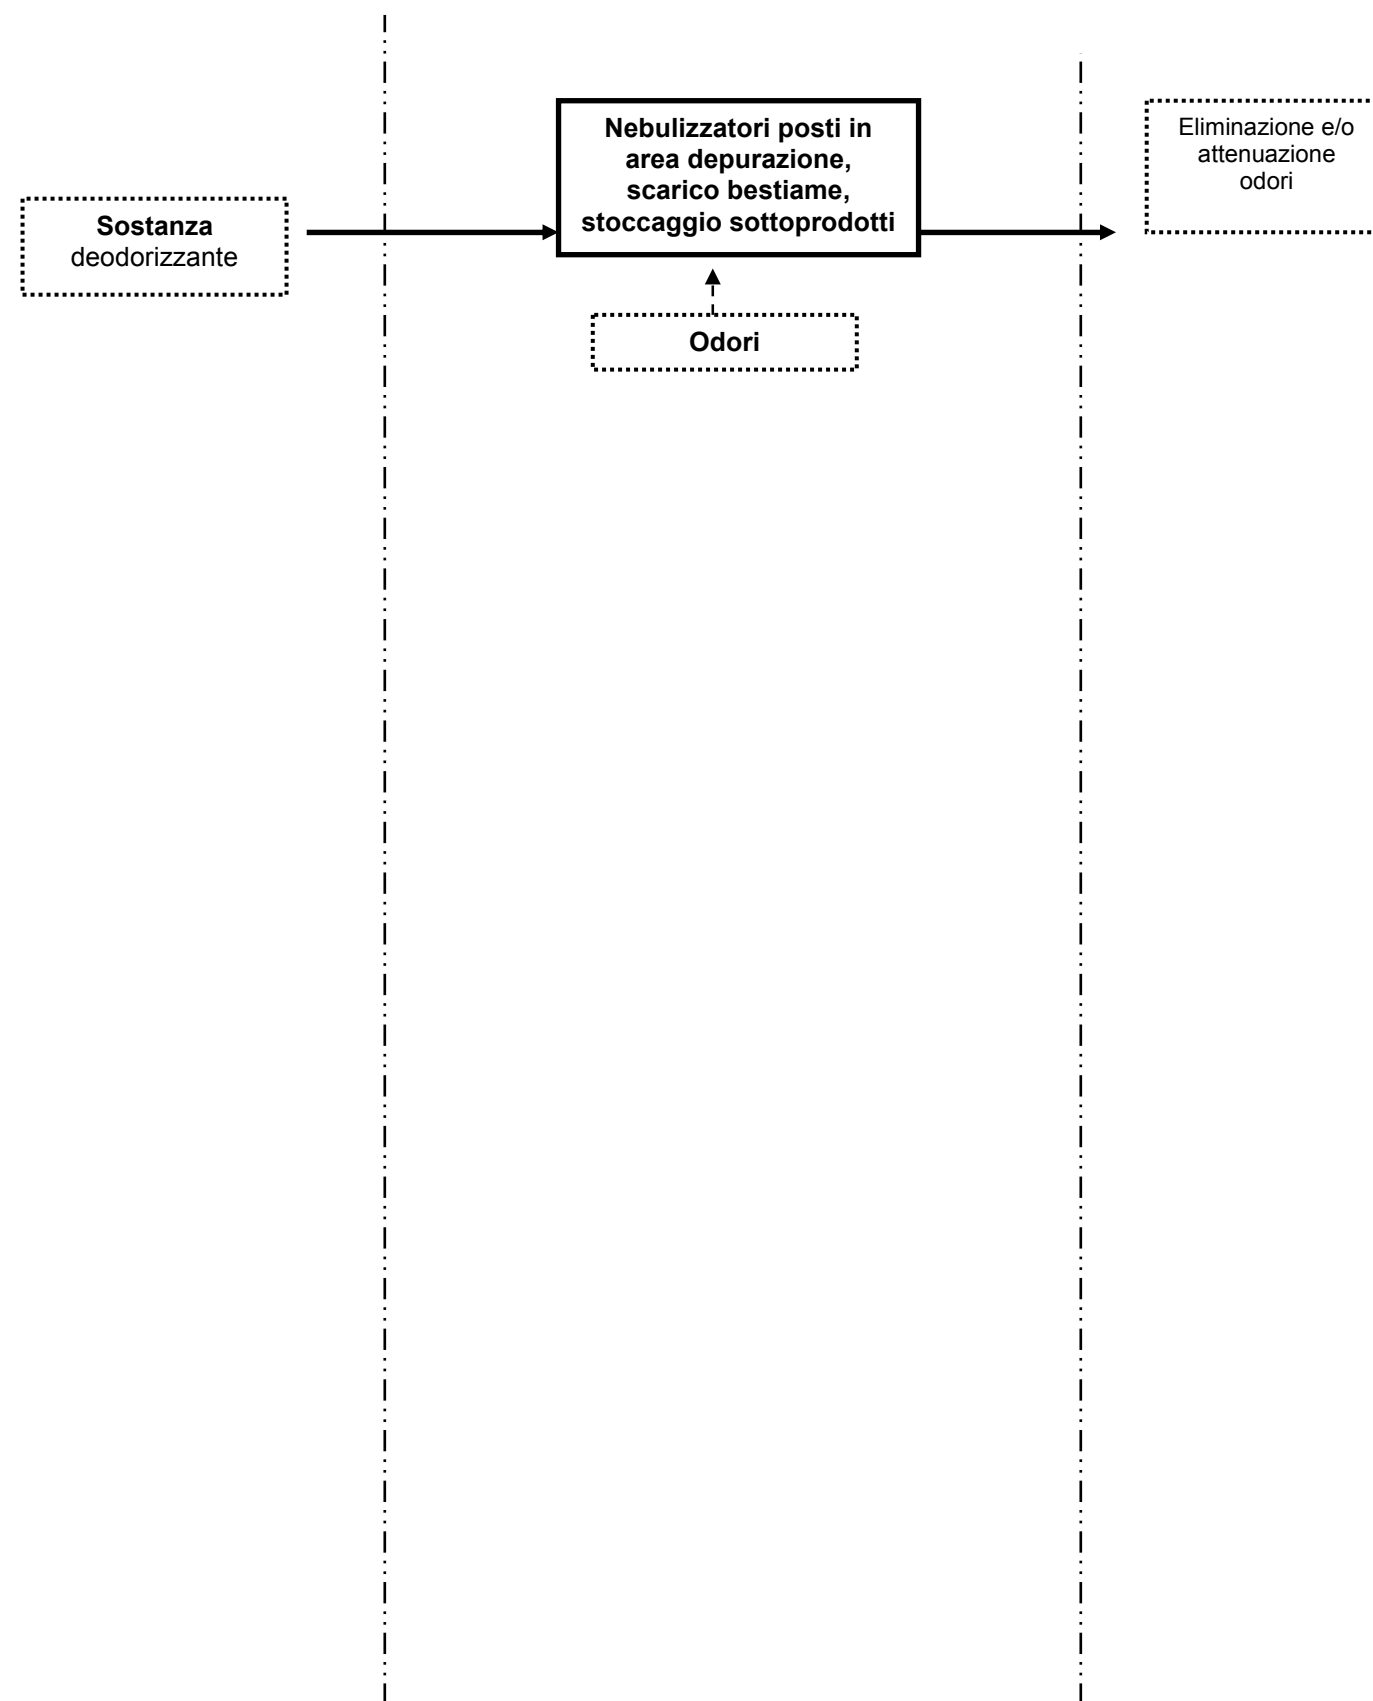 Sostanza
deodorizzante
Nebulizzatori posti in
area depurazione,
scarico bestiame,
stoccaggio sottoprodotti
Odori
Eliminazione e/o
attenuazione
odori